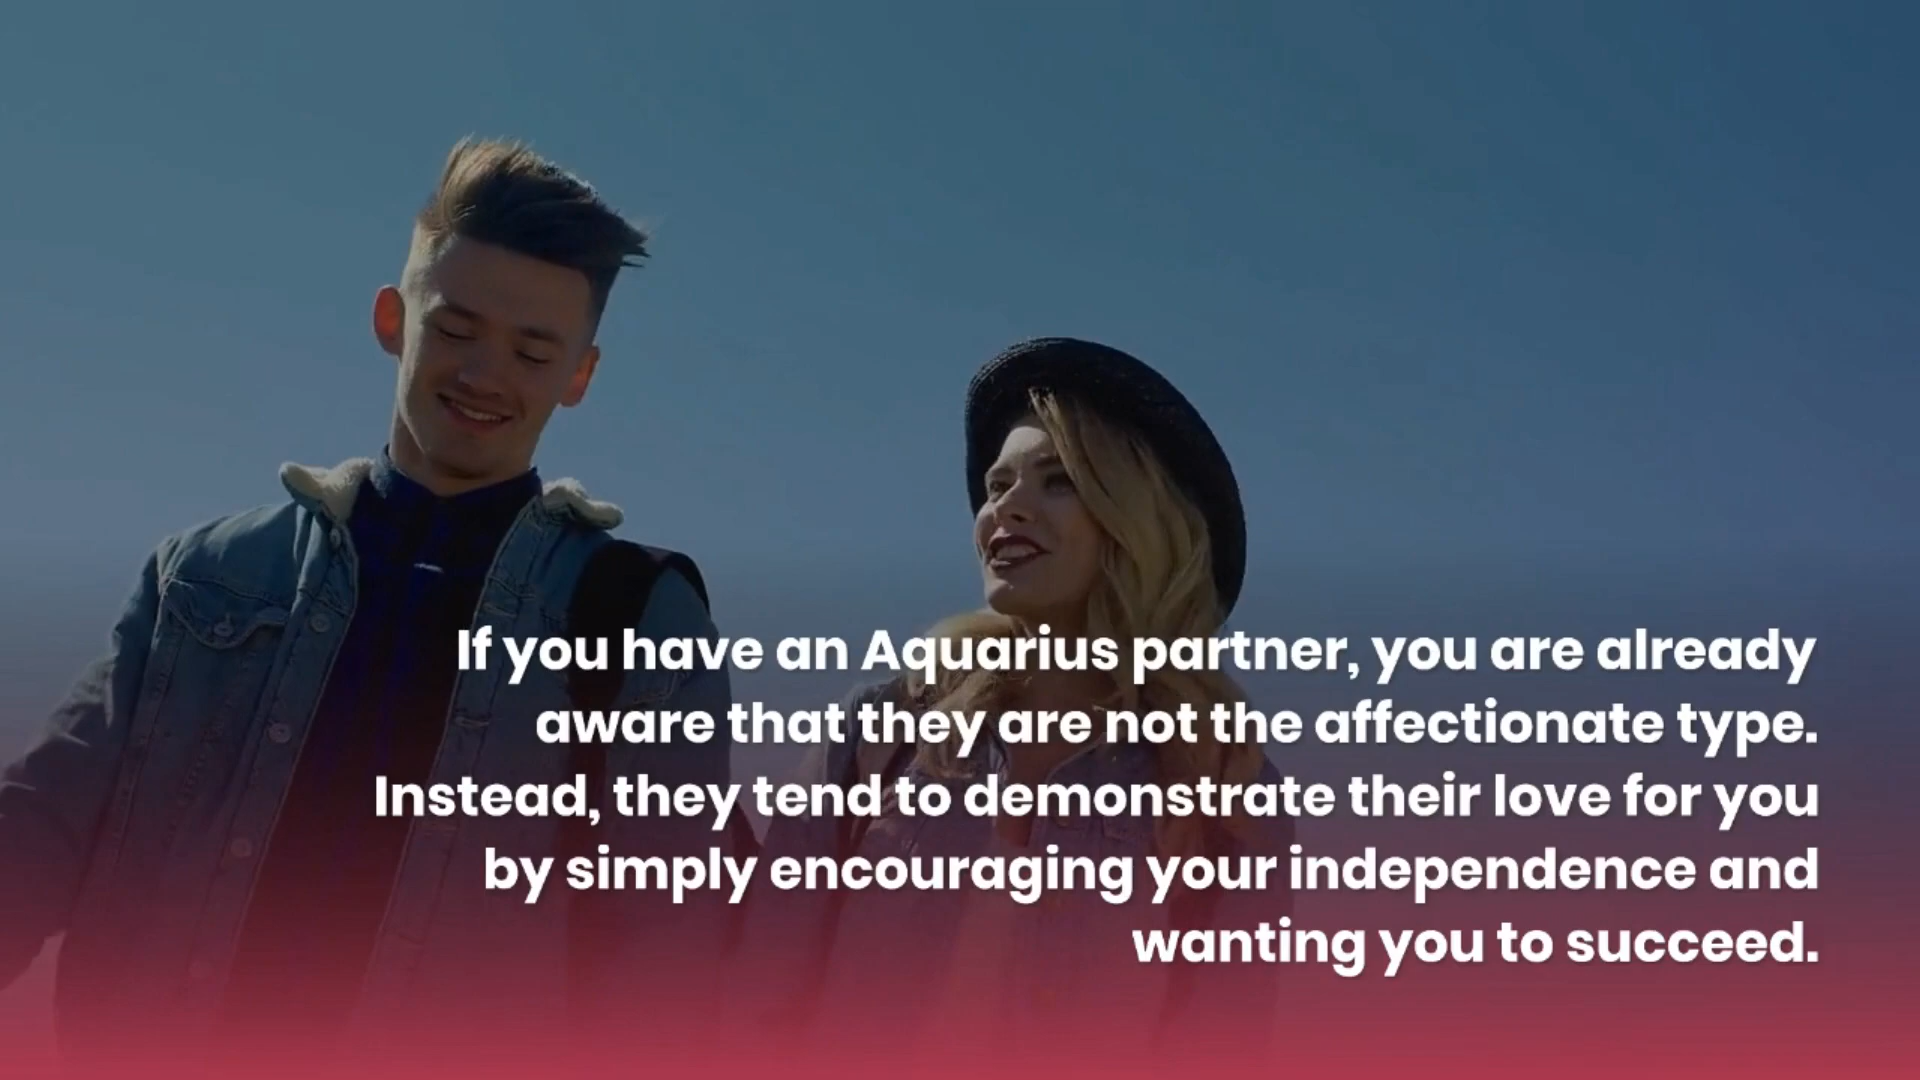 If you have an Aquarius partner, you are already
aware that they are not the affectionate type.
Instead, they tend to demonstrate their love for you
by simply encouraging your independence and
wanting you to succeed.